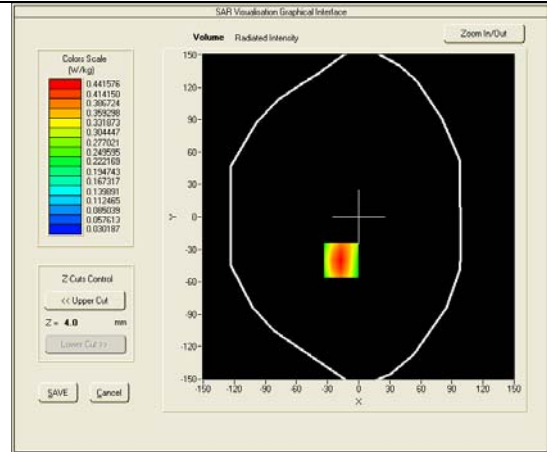 SAR Visualisation Graphical Interface
Colors Scale
(W/kg)
0.441576
0.414150
0.386724
0.359298
0.331873
0.304447
0.277021
0.249595
0.222169
0.194743
0.167317
0.139891
0.112465
0.085039
0.057613
0.030187
Volume Radiated Intensity
Zoom In/Out
150
120
90
60
30
0
-30
-60
-90
-120
-150
Y
-150 -120 -90 -60 -30 0 30 60 90 120 150
X
Z Cuts Control
<< Upper Cut
Z = 4.0 mm
Lower Cut >>
SAVE Cancel